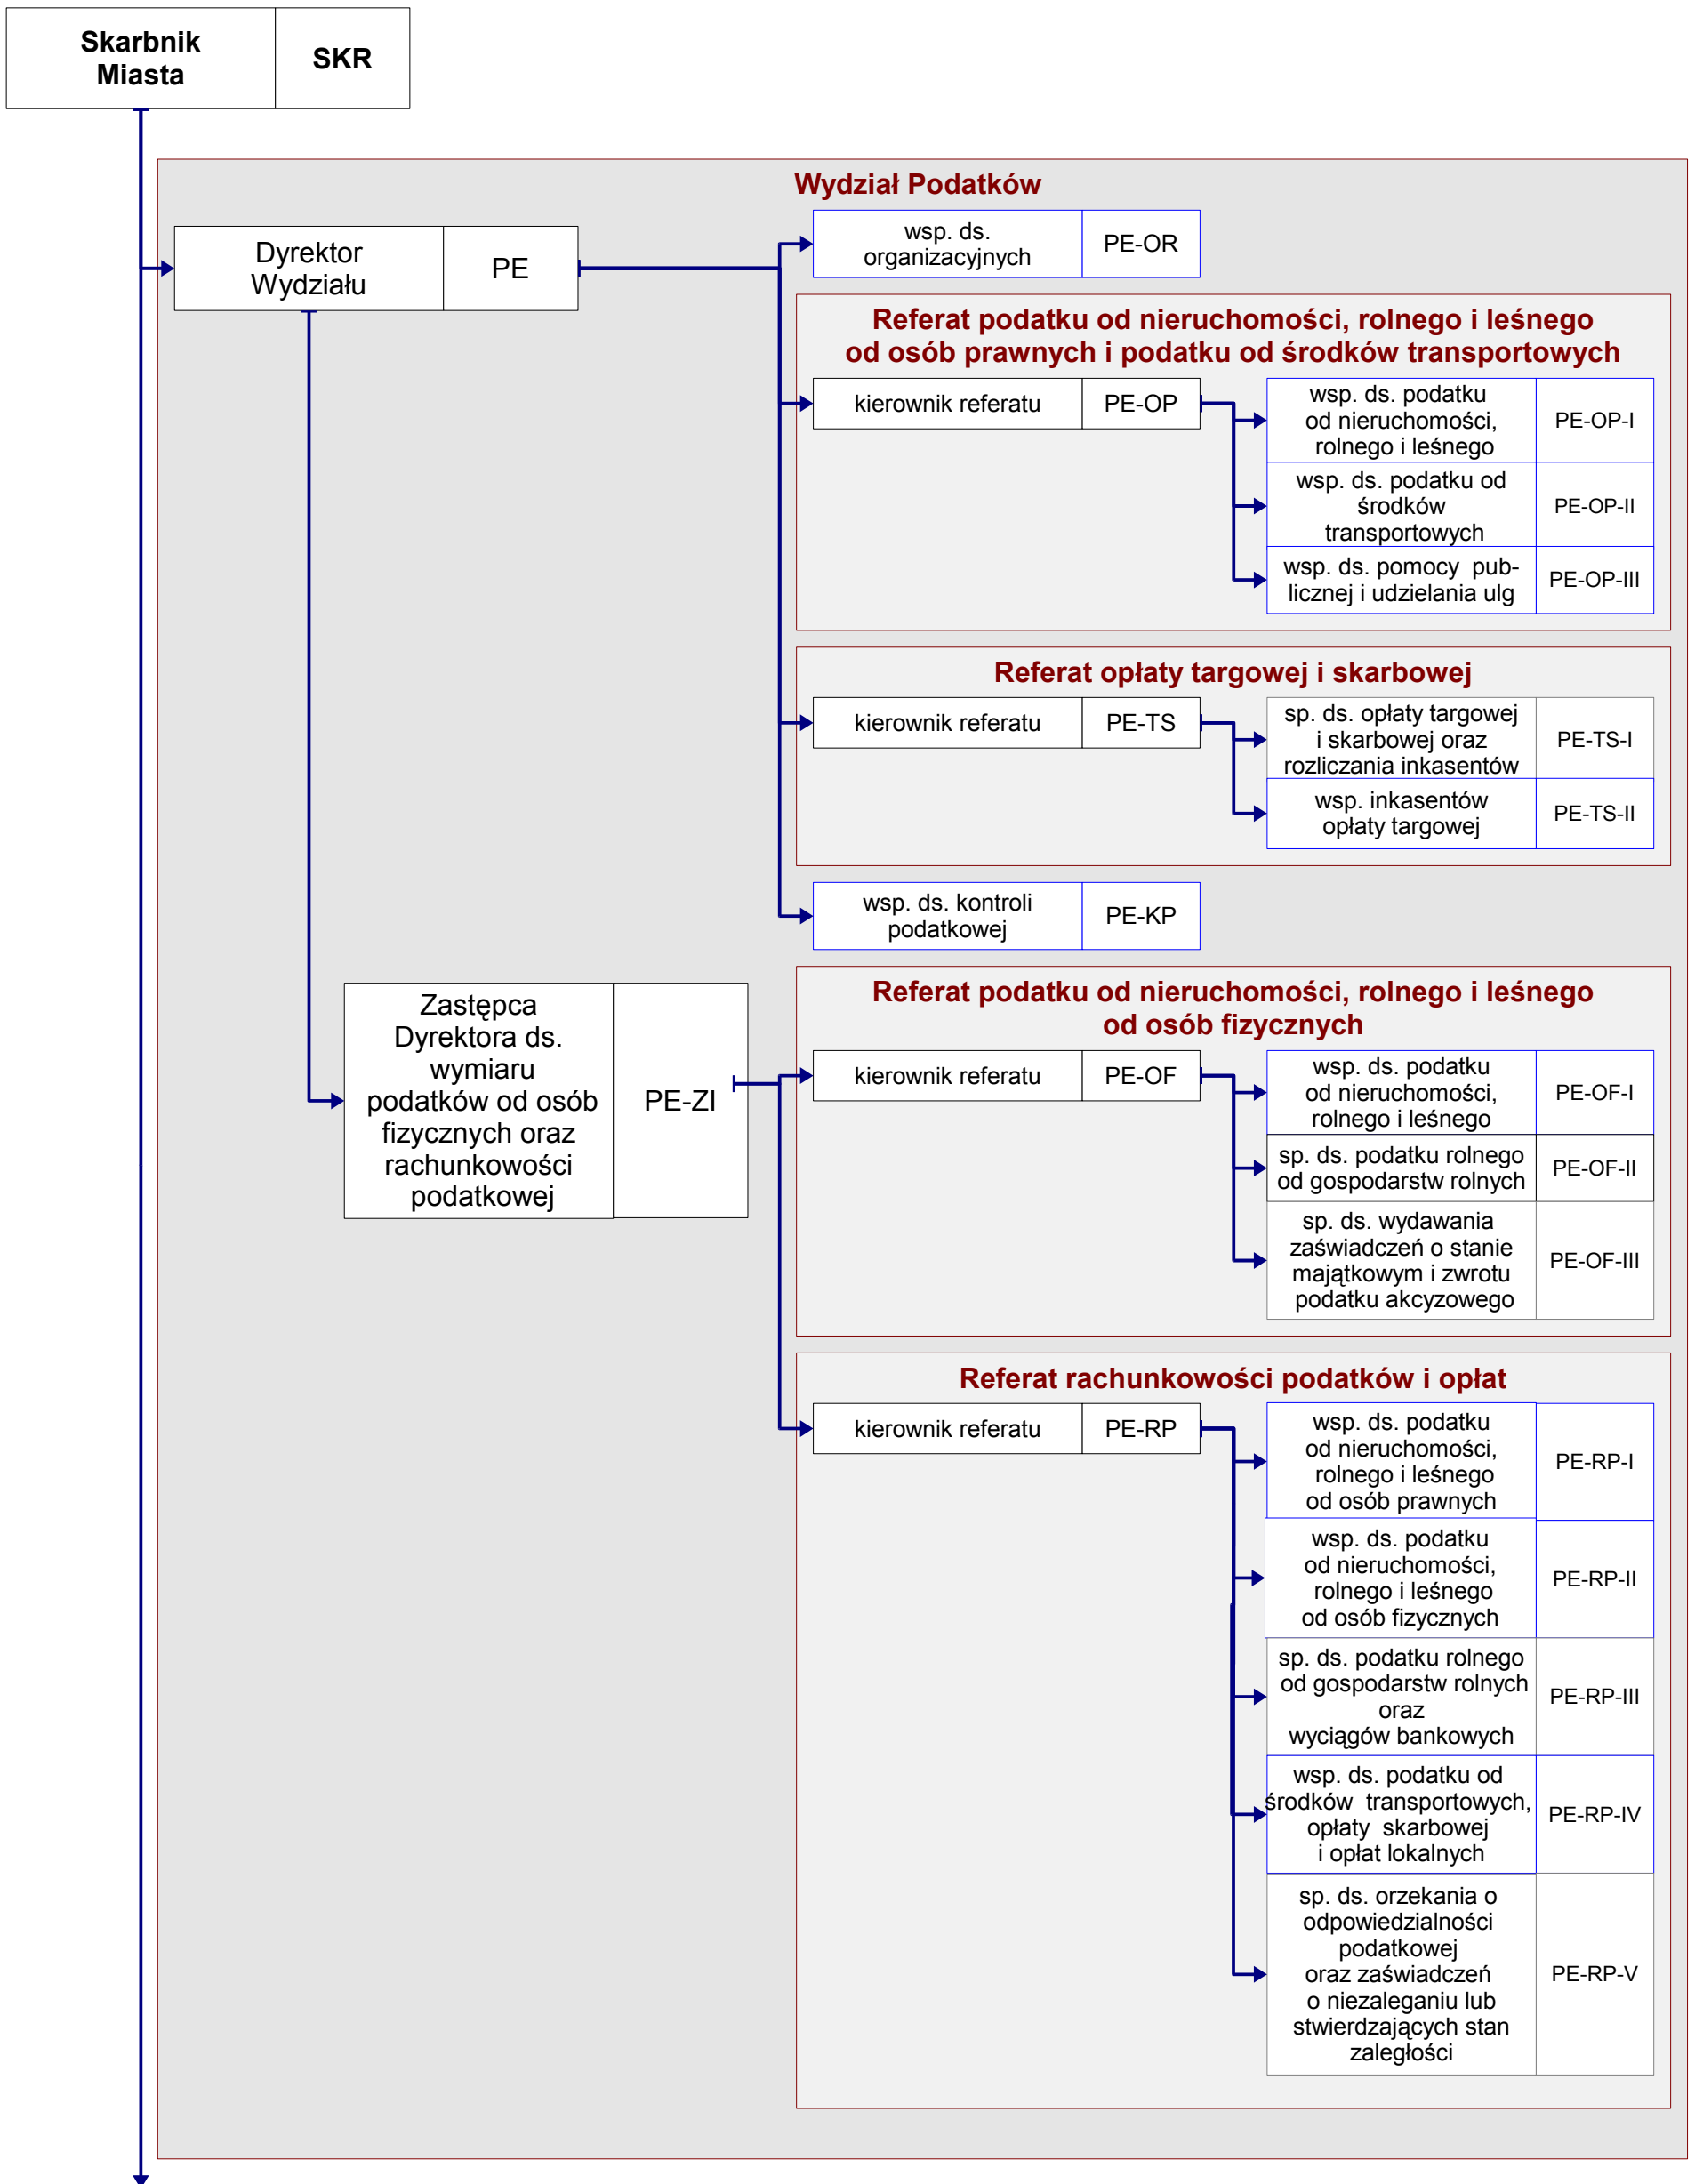 Skarbnik
Miasta
SKR
Wydział Podatków
Dyrektor
Wydziału
PE
wsp. ds.
organizacyjnych
PE-OR
Referat podatku od nieruchomości, rolnego i leśnego
od osób prawnych i podatku od środków transportowych
kierownik referatu
PE-OP
wsp. ds. podatku
od nieruchomości,
rolnego i leśnego
PE-OP-I
wsp. ds. podatku od
środków
transportowych
PE-OP-II
wsp. ds. pomocy pub-
licznej i udzielania ulg
PE-OP-III
Referat opłaty targowej i skarbowej
kierownik referatu
PE-TS
sp. ds. opłaty targowej
i skarbowej oraz
rozliczania inkasentów
PE-TS-I
wsp. inkasentów
opłaty targowej
PE-TS-II
wsp. ds. kontroli
podatkowej
PE-KP
Zastępca
Dyrektora ds.
wymiaru
podatków od osób
fizycznych oraz
rachunkowości
podatkowej
PE-ZI
Referat podatku od nieruchomości, rolnego i leśnego
od osób fizycznych
kierownik referatu
PE-OF
wsp. ds. podatku
od nieruchomości,
rolnego i leśnego
PE-OF-I
sp. ds. podatku rolnego
od gospodarstw rolnych
PE-OF-II
sp. ds. wydawania
zaświadczeń o stanie
majątkowym i zwrotu
podatku akcyzowego
PE-OF-III
Referat rachunkowości podatków i opłat
kierownik referatu
PE-RP
wsp. ds. podatku
od nieruchomości,
rolnego i leśnego
od osób prawnych
PE-RP-I
wsp. ds. podatku
od nieruchomości,
rolnego i leśnego
od osób fizycznych
PE-RP-II
sp. ds. podatku rolnego
od gospodarstw rolnych
oraz
wyciągów bankowych
PE-RP-III
wsp. ds. podatku od
środków transportowych,
opłaty skarbowej
i opłat lokalnych
PE-RP-IV
sp. ds. orzekania o
odpowiedzialności
podatkowej
oraz zaświadczeń
o niezaleganiu lub
stwierdzających stan
zaległości
PE-RP-V